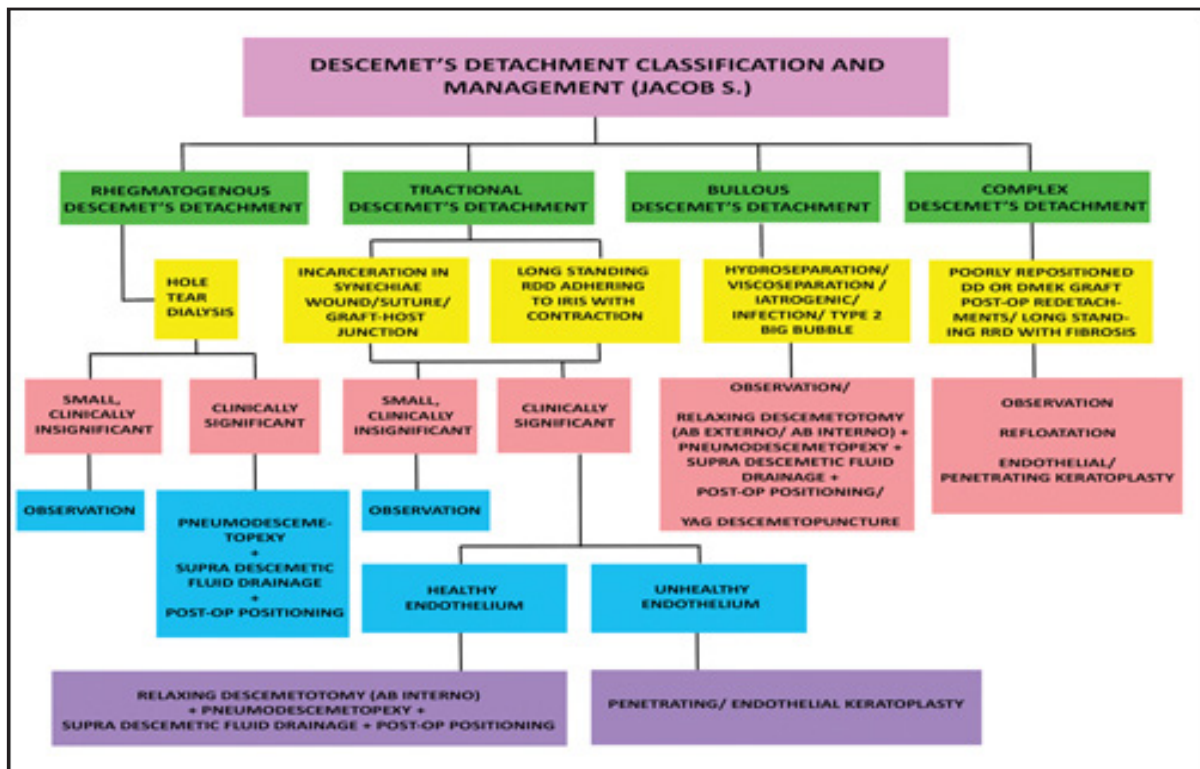 DESCEMET'S DETACHMENT CLASSIFICATION AND
MANAGEMENT (JACOB S.)
RHEGMATOGENOUS
DESCEMET'S DETACHMENT
TRACTIONAL
DESCEMET'S DETACHMENT
BULLOUS
DESCEMET'S DETACHMENT
COMPLEX
DESCEMET'S DETACHMENT
HOLE
TEAR
DIALYSIS
INCARCERATION IN
SYNECHIAE
WOUND/SUTURE/
GRAFT-HOST
JUNCTION
LONG STANDING
RDD ADHERING
TO IRIS WITH
CONTRACTION
HYDROSEPARATION/
VISCOSEPARATION /
IATROGENIC/
INFECTION/ TYPE 2
BIG BUBBLE
POORLY REPOSITIONED
DD OR DMEK GRAFT
POST-OP REDETACH-
MENTS/ LONG STAND-
ING RRD WITH FIBROSIS
SMALL,
CLINICALLY
INSIGNIFICANT
CLINICALLY
SIGNIFICANT
SMALL,
CLINICALLY
INSIGNIFICANT
CLINICALLY
SIGNIFICANT
OBSERVATION/
RELAXING DESCEMETOTOMY
(AB EXTERNO/ AB INTERNO) +
PNEUMODESCEMETOPEXY +
SUPRA DESCEMETIC FLUID
DRAINAGE +
POST-OP POSITIONING/
YAG DESCEMETOPUNCTURE
OBSERVATION
REFLOATATION
ENDOTHELIAL/
PENETRATING KERATOPLASTY
OBSERVATION
PNEUMODESCEME-
TOPEXY
+
SUPRA DESCEMETIC
FLUID DRAINAGE
+
POST-OP POSITIONING
OBSERVATION
HEALTHY
ENDOTHELIUM
UNHEALTHY
ENDOTHELIUM
RELAXING DESCEMETOTOMY (AB INTERNO)
+ PNEUMODESCEMETOPEXY +
SUPRA DESCEMETIC FLUID DRAINAGE + POST-OP POSITIONING
PENETRATING/ ENDOTHELIAL KERATOPLASTY